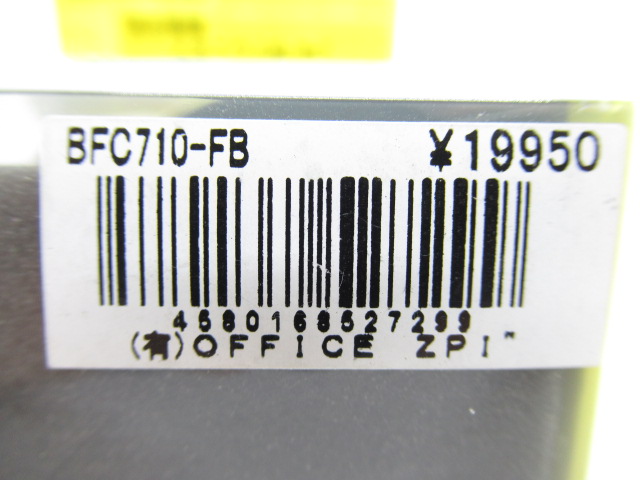 BFC710-FB ¥19950
4580168527299
(有)OFFICE ZPI"